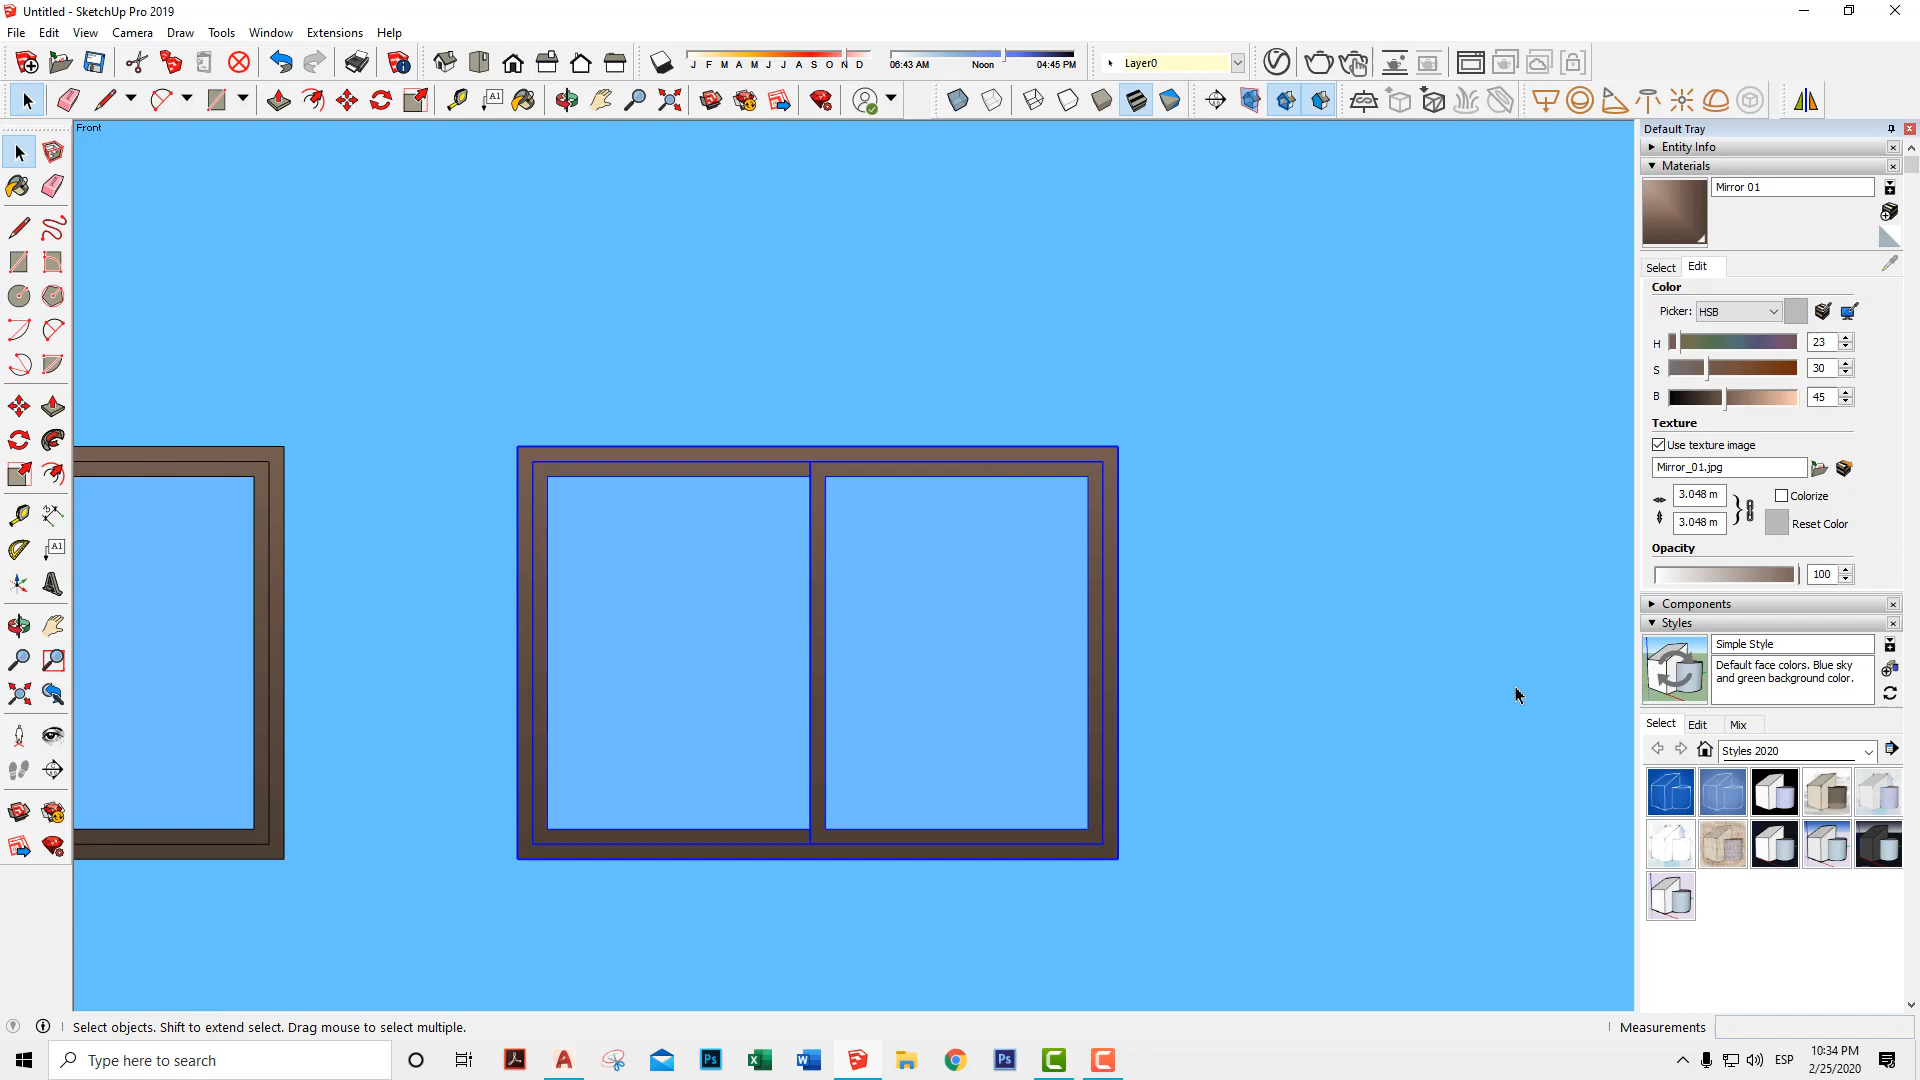 Untitled - SketchUp Pro 2019
File Edit View Camera Draw Tools Window Extensions Help
J F M A M J J A S O N D
06:43 AM Noon 04:45 PM
Layer0
A1
Front
Default Tray
Entity Info
Materials
Mirror 01
Select Edit
Color
Picker: HSB
H 23
S 30
B 45
Texture
Use texture image
Mirror_01.jpg
3.048 m Colorize
3.048 m Reset Color
Opacity
100
Components
Styles
Simple Style
Default face colors. Blue sky
and green background color.
Select Edit Mix
Styles 2020
A1
Select objects. Shift to extend select. Drag mouse to select multiple.
Measurements
Type here to search
Ps
Ps
ESP
10:34 PM
2/25/2020